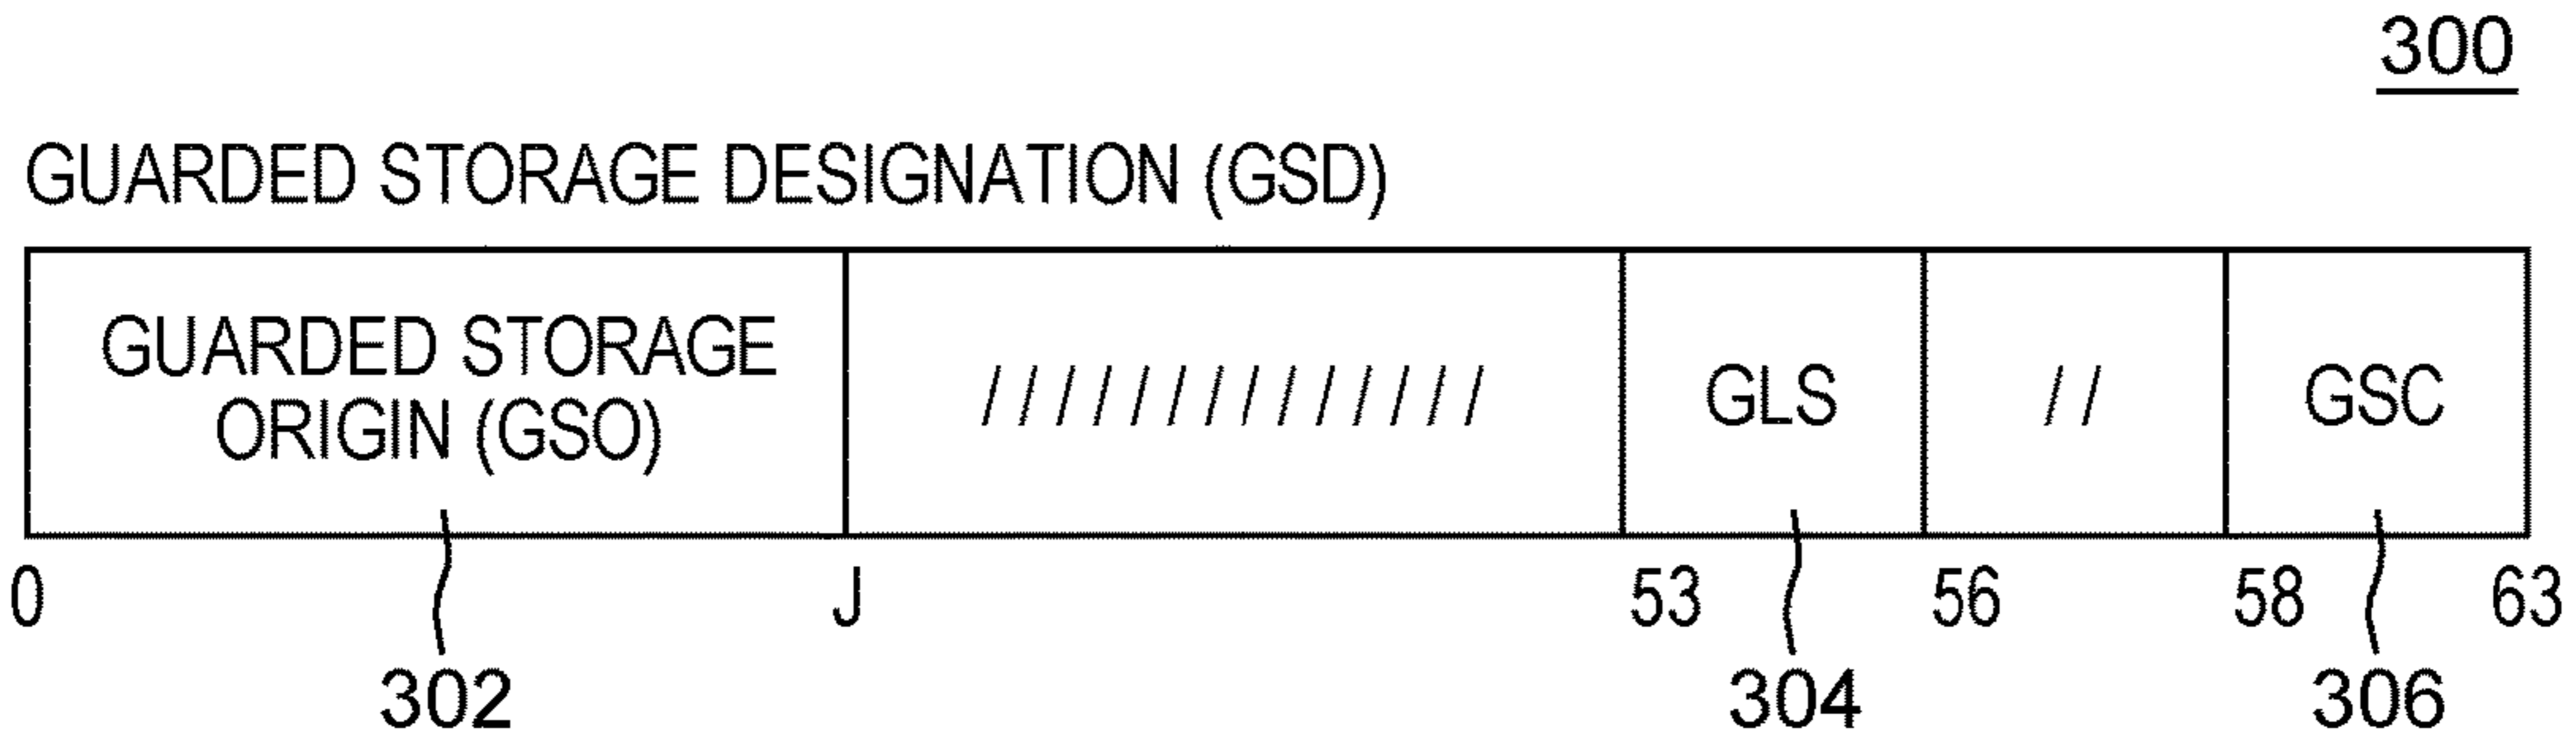 300
GUARDED STORAGE DESIGNATION (GSD)
GUARDED STORAGE
ORIGIN (GSO)
/ / / / / / / / / / / / / /
GLS
/ /
GSC
0 J 53 56 58 63
302 304 306